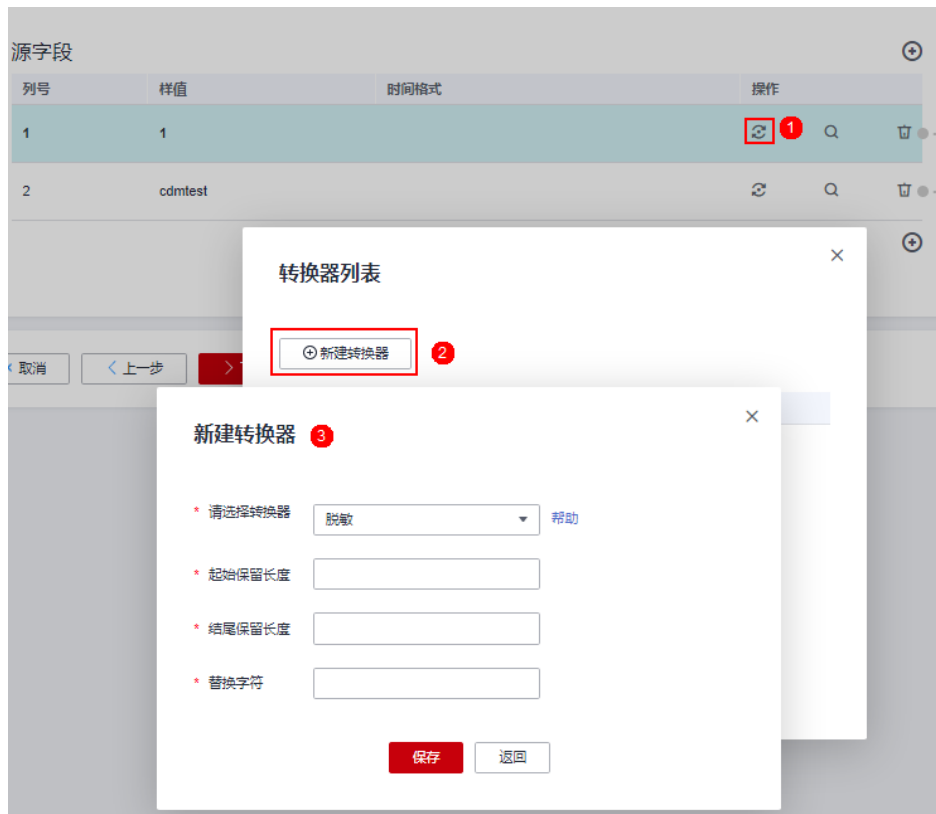 源字段
列号 样值 时间格式 操作
1 1 1
2 cdmtest
转换器列表
新建转换器 2
取消 上一步
新建转换器 3
* 请选择转换器 脱敏 帮助
* 起始保留长度
* 结尾保留长度
* 替换字符
保存 返回